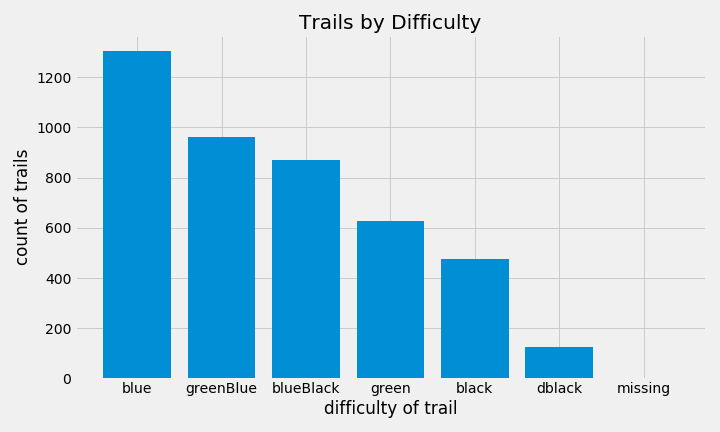 Trails by Difficulty
count of trails
1200
1000
800
600
400
200
0
blue greenBlue blueBlack green black dblack missing
difficulty of trail